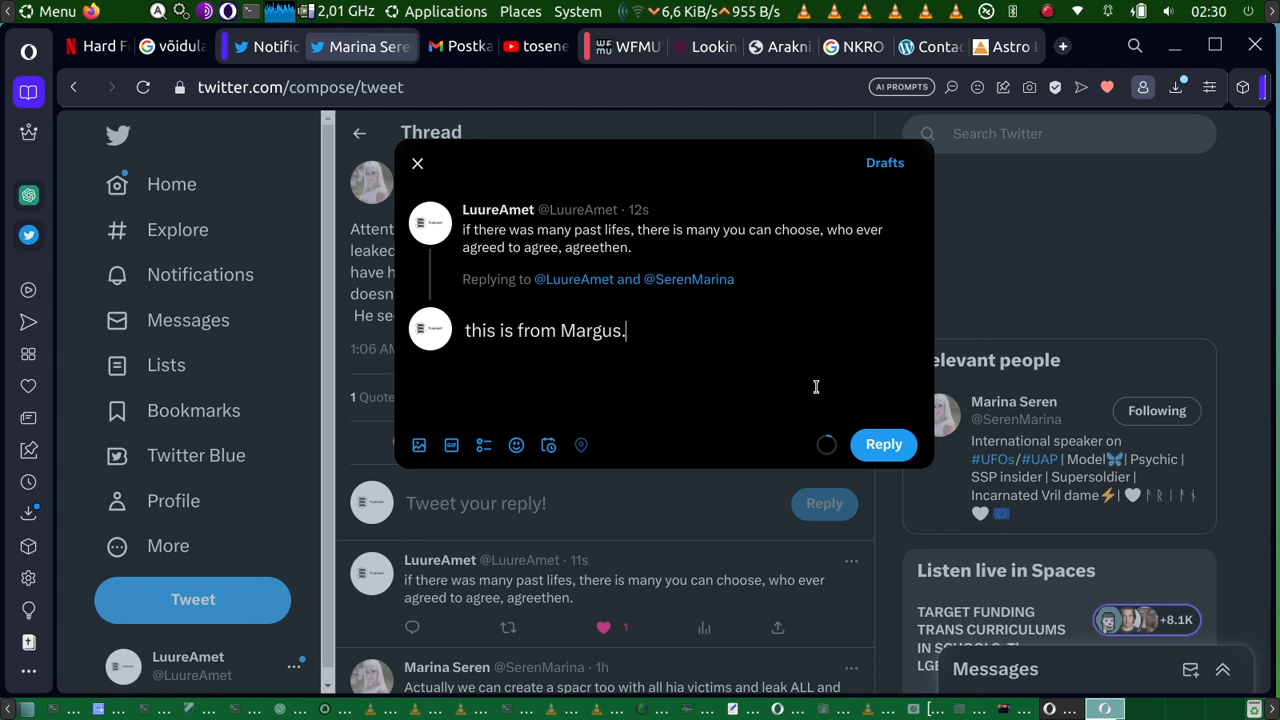 Menu
2,01 GHz
Applications
Places
System
6,6 KiB/s
955 B/s
02:30
Hard F
võidula
Notific
Marina Sere
Postka
tosene
WFMU
Lookin
Arakni
NKRO
Contac
Astro L
twitter.com/compose/tweet
AI PROMPTS
Thread
Search Twitter
Home
Explore
Notifications
Messages
Lists
Bookmarks
Twitter Blue
Profile
More
Tweet
LuureAmet
@LuureAmet
Attent
leaked
have h
doesn'
He se
1:06 AM
1 Quote
Drafts
LuureAmet @LuureAmet · 12s
if there was many past lifes, there is many you can choose, who ever
agreed to agree, agreethen.
Replying to @LuureAmet and @SerenMarina
this is from Margus.
GIF
Reply
Tweet your reply!
Reply
LuureAmet @LuureAmet · 11s
if there was many past lifes, there is many you can choose, who ever
agreed to agree, agreethen.
1
Marina Seren @SerenMarina · 1h
Actually we can create a spacr too with all hia victims and leak ALL and
elevant people
Marina Seren
@SerenMarina
Following
International speaker on
#UFOs/#UAP | Model🦋| Psychic |
SSP insider | Supersoldier |
Incarnated Vril dame⚡| 🤍
Listen live in Spaces
TARGET FUNDING
TRANS CURRICULUMS
IN SCHOOLS
LGE
+8.1K
Messages